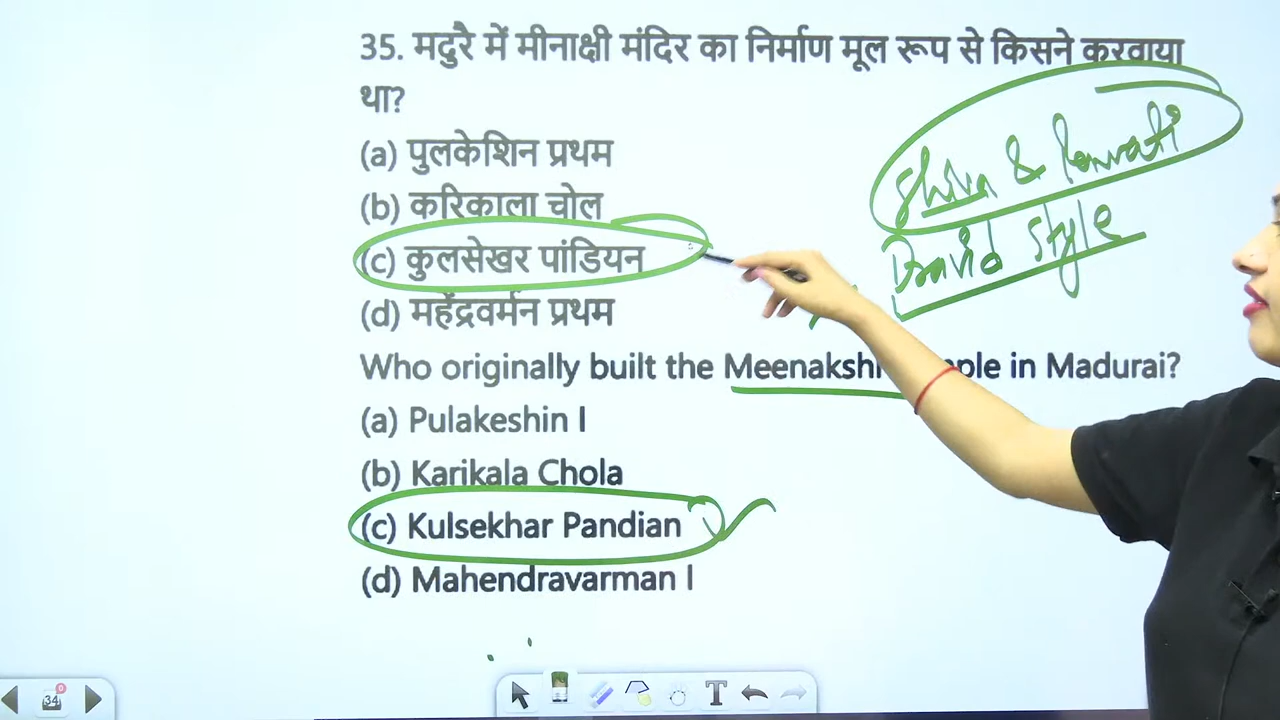 35. मदुरै में मीनाक्षी मंदिर का निर्माण मूल रूप से किसने करवाया
था?
(a) पुलकेशिन प्रथम
(b) करिकाला चोल
(c) कुलसेखर पांडियन
(d) महेंद्रवर्मन प्रथम
Shiva & Parvati
Dravid Style
Who originally built the Meenakshi ple in Madurai?
(a) Pulakeshin I
(b) Karikala Chola
(c) Kulsekhar Pandian
(d) Mahendravarman I
34
0
T